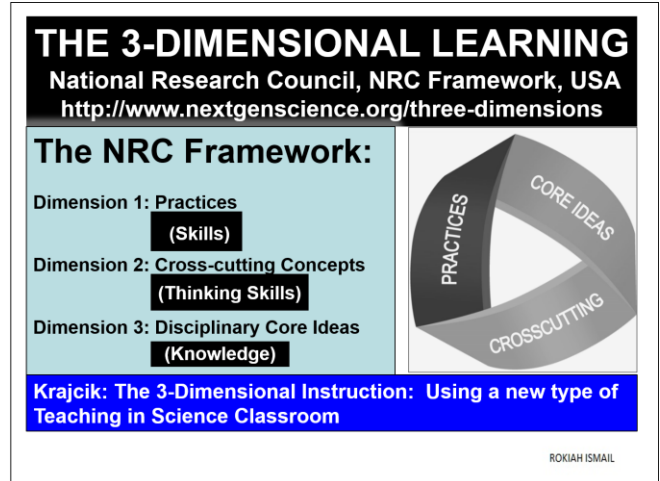 THE 3-DIMENSIONAL LEARNING
National Research Council, NRC Framework, USA
http://www.nextgenscience.org/three-dimensions
The NRC Framework:
Dimension 1: Practices
(Skills)
Dimension 2: Cross-cutting Concepts
(Thinking Skills)
Dimension 3: Disciplinary Core Ideas
(Knowledge)
PRACTICES
CORE IDEAS
CROSSCUTTING
Krajcik: The 3-Dimensional Instruction: Using a new type of
Teaching in Science Classroom
ROKIAH ISMAIL